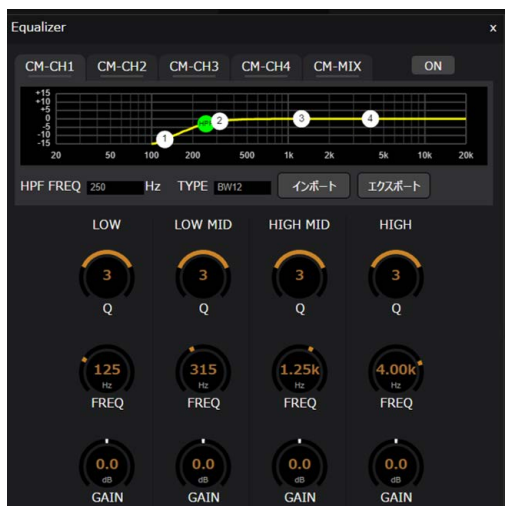 Equalizer x
CM-CH1 CM-CH2 CM-CH3 CM-CH4 CM-MIX ON
+15
+10
+5
0
-5
-10
-15
HPF 2 3 4
1
20 50 100 200 500 1k 2k 5k 10k 20k
HPF FREQ 250 Hz TYPE BW12 インポート エクスポート
LOW LOW MID HIGH MID HIGH
3 3 3 3
Q Q Q Q
125 315 1.25k 4.00k
Hz Hz Hz Hz
FREQ FREQ FREQ FREQ
0.0 0.0 0.0 0.0
dB dB dB dB
GAIN GAIN GAIN GAIN